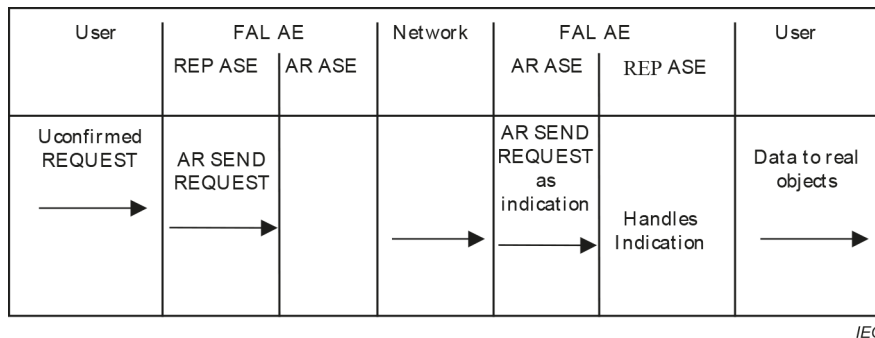 User
FAL AE
Network
FAL AE
User
REP ASE
AR ASE
AR ASE
REP ASE
Uconfirmed
REQUEST
AR SEND
REQUEST
AR SEND
REQUEST
as
indication
Handles
Indication
Data to real
objects
IEC